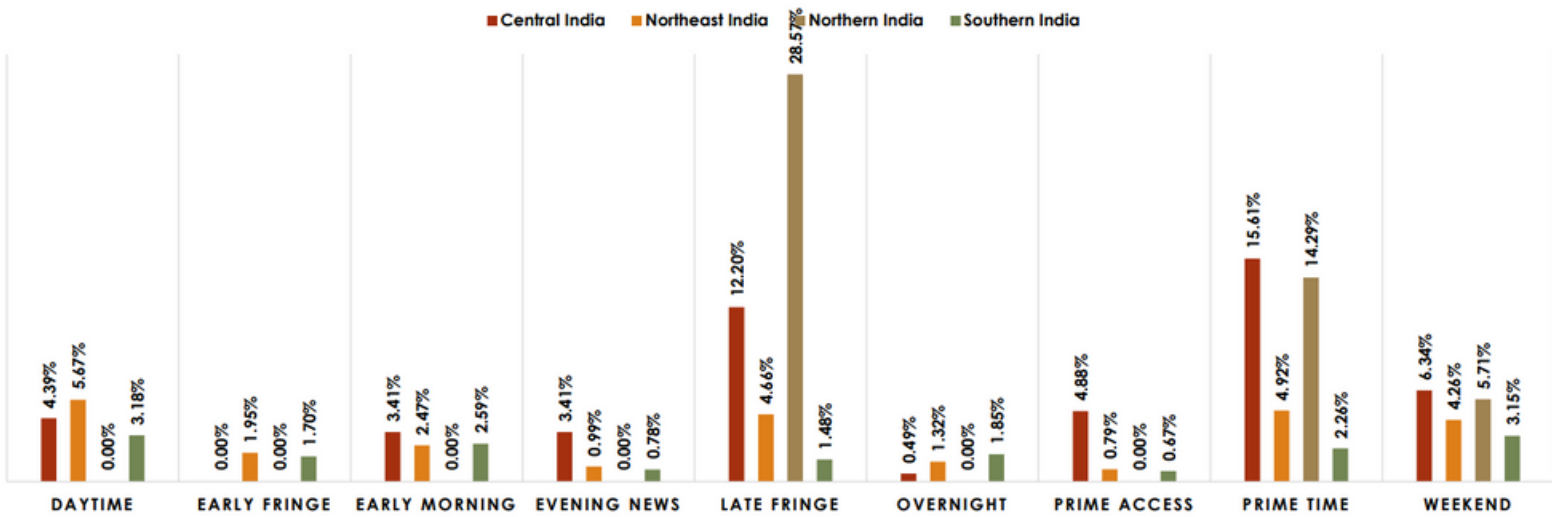 Central India Northeast India Northern India Southern India
4.39% 5.67% 0.00% 3.18%
0.00% 1.95% 0.00% 1.70%
3.41% 2.47% 0.00% 2.59%
3.41% 0.99% 0.00% 0.78%
12.20% 4.66% 28.57% 1.48%
0.49% 1.32% 0.00% 1.85%
4.88% 0.79% 0.00% 0.67%
15.61% 4.92% 14.29% 2.26%
6.34% 4.26% 5.71% 3.15%
DAYTIME EARLY FRINGE EARLY MORNING EVENING NEWS LATE FRINGE OVERNIGHT PRIME ACCESS PRIME TIME WEEKEND